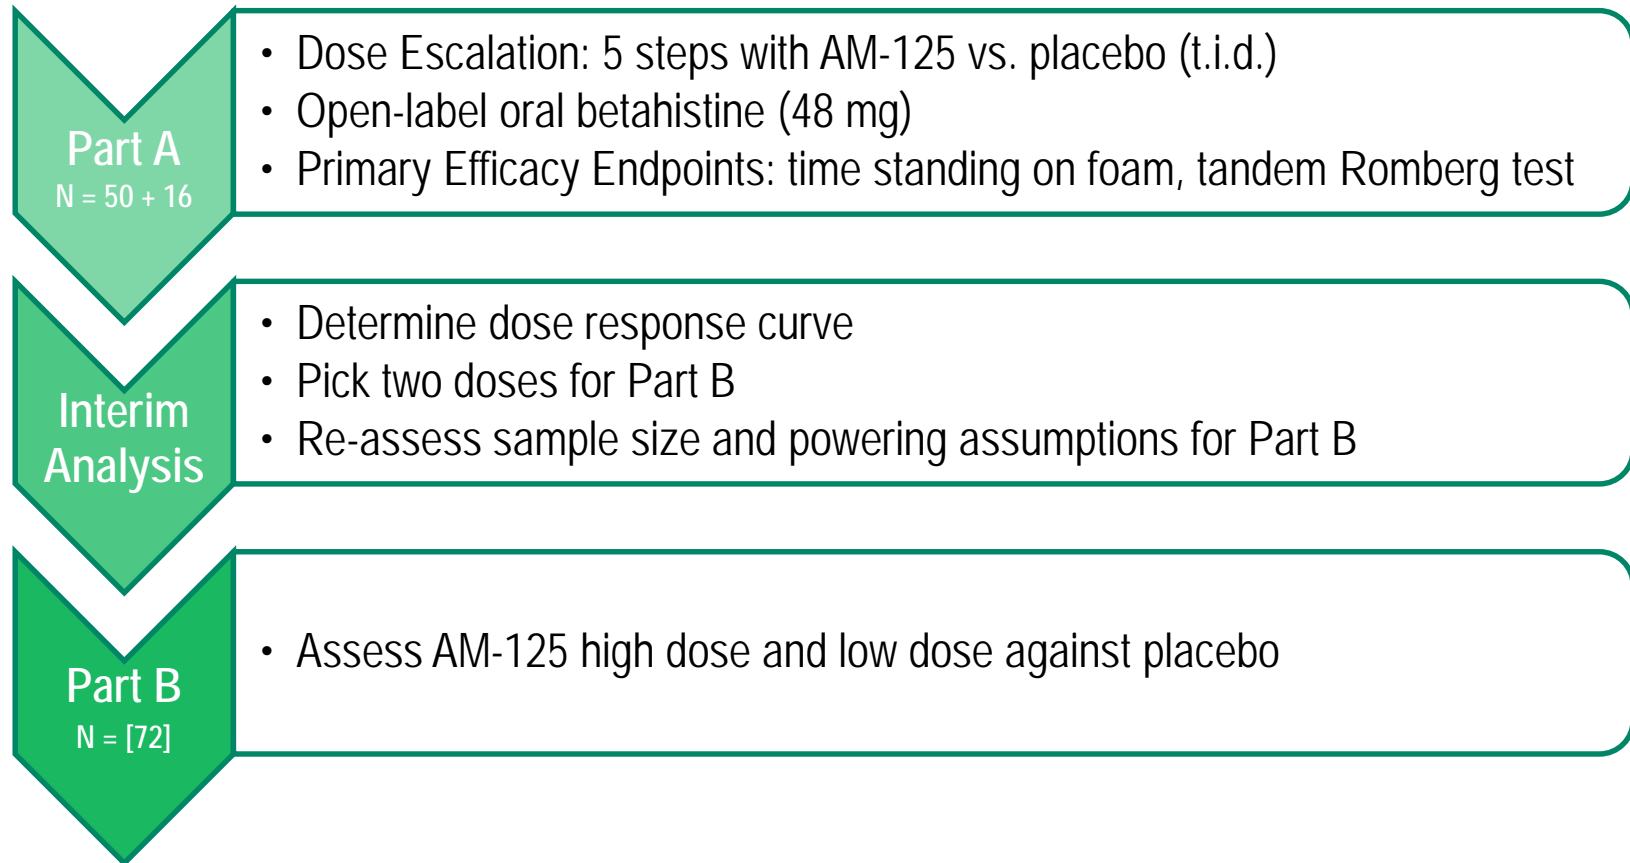 Part A
N = 50 + 16
• Dose Escalation: 5 steps with AM-125 vs. placebo (t.i.d.)
• Open-label oral betahistine (48 mg)
• Primary Efficacy Endpoints: time standing on foam, tandem Romberg test
Interim
Analysis
• Determine dose response curve
• Pick two doses for Part B
• Re-assess sample size and powering assumptions for Part B
Part B
N = [72]
• Assess AM-125 high dose and low dose against placebo